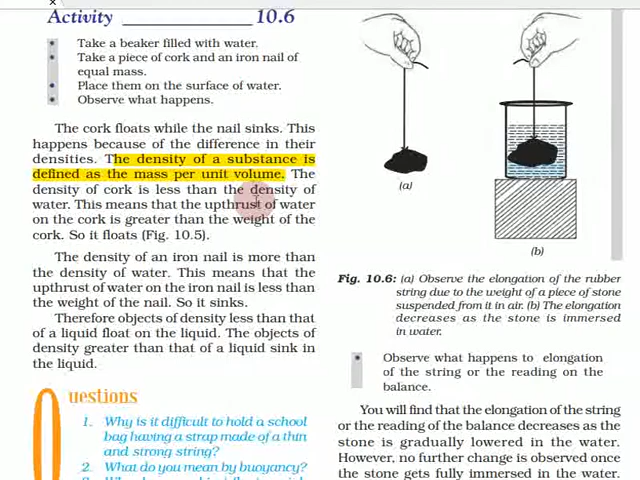 Activity ______________ 10.6
• Take a beaker filled with water.
• Take a piece of cork and an iron nail of
equal mass.
• Place them on the surface of water.
• Observe what happens.
The cork floats while the nail sinks. This
happens because of the difference in their
densities. The density of a substance is
defined as the mass per unit volume. The
density of cork is less than the density of
water. This means that the upthrust of water
on the cork is greater than the weight of the
cork. So it floats (Fig. 10.5).
The density of an iron nail is more than
the density of water. This means that the
upthrust of water on the iron nail is less than
the weight of the nail. So it sinks.
Therefore objects of density less than that
of a liquid float on the liquid. The objects of
density greater than that of a liquid sink in
the liquid.
Questions
1. Why is it difficult to hold a school
bag having a strap made of a thin
and strong string?
2. What do you mean by buoyancy?
(a)
(b)
Fig. 10.6: (a) Observe the elongation of the rubber
string due to the weight of a piece of stone
suspended from it in air. (b) The elongation
decreases as the stone is immersed
in water.
• Observe what happens to elongation
of the string or the reading on the
balance.
You will find that the elongation of the string
or the reading of the balance decreases as the
stone is gradually lowered in the water.
However, no further change is observed once
the stone gets fully immersed in the water.